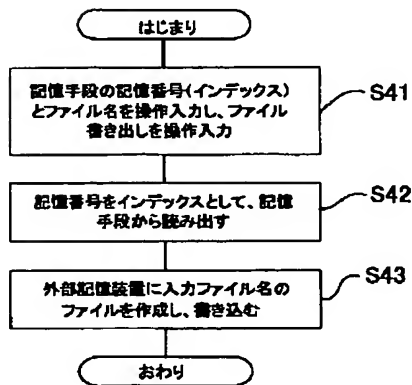 はじまり
記憶手段の記憶番号(インデックス)
とファイル名を操作入力し、ファイル
書き出しを操作入力
S41
記憶番号をインデックスとして、記憶
手段から読み出す
S42
外部記憶装置に入力ファイル名の
ファイルを作成し、書き込む
S43
おわり